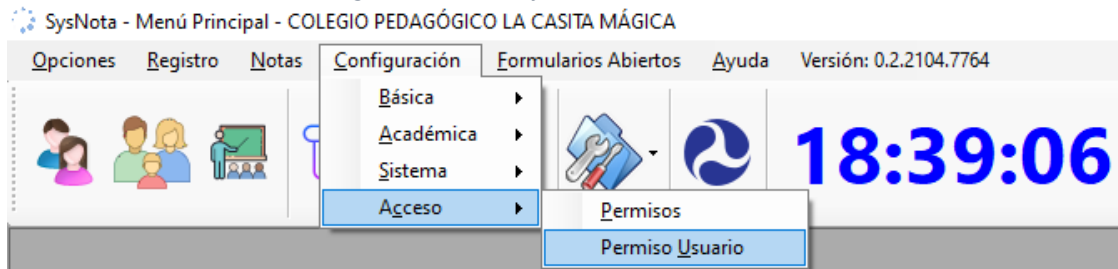 SysNota - Menú Principal - COLEGIO PEDAGÓGICO LA CASITA MÁGICA
Opciones Registro Notas Configuración Formularios Abiertos Ayuda Versión: 0.2.2104.7764
Básica
Académica
Sistema
Acceso
18:39:06
Permisos
Permiso Usuario